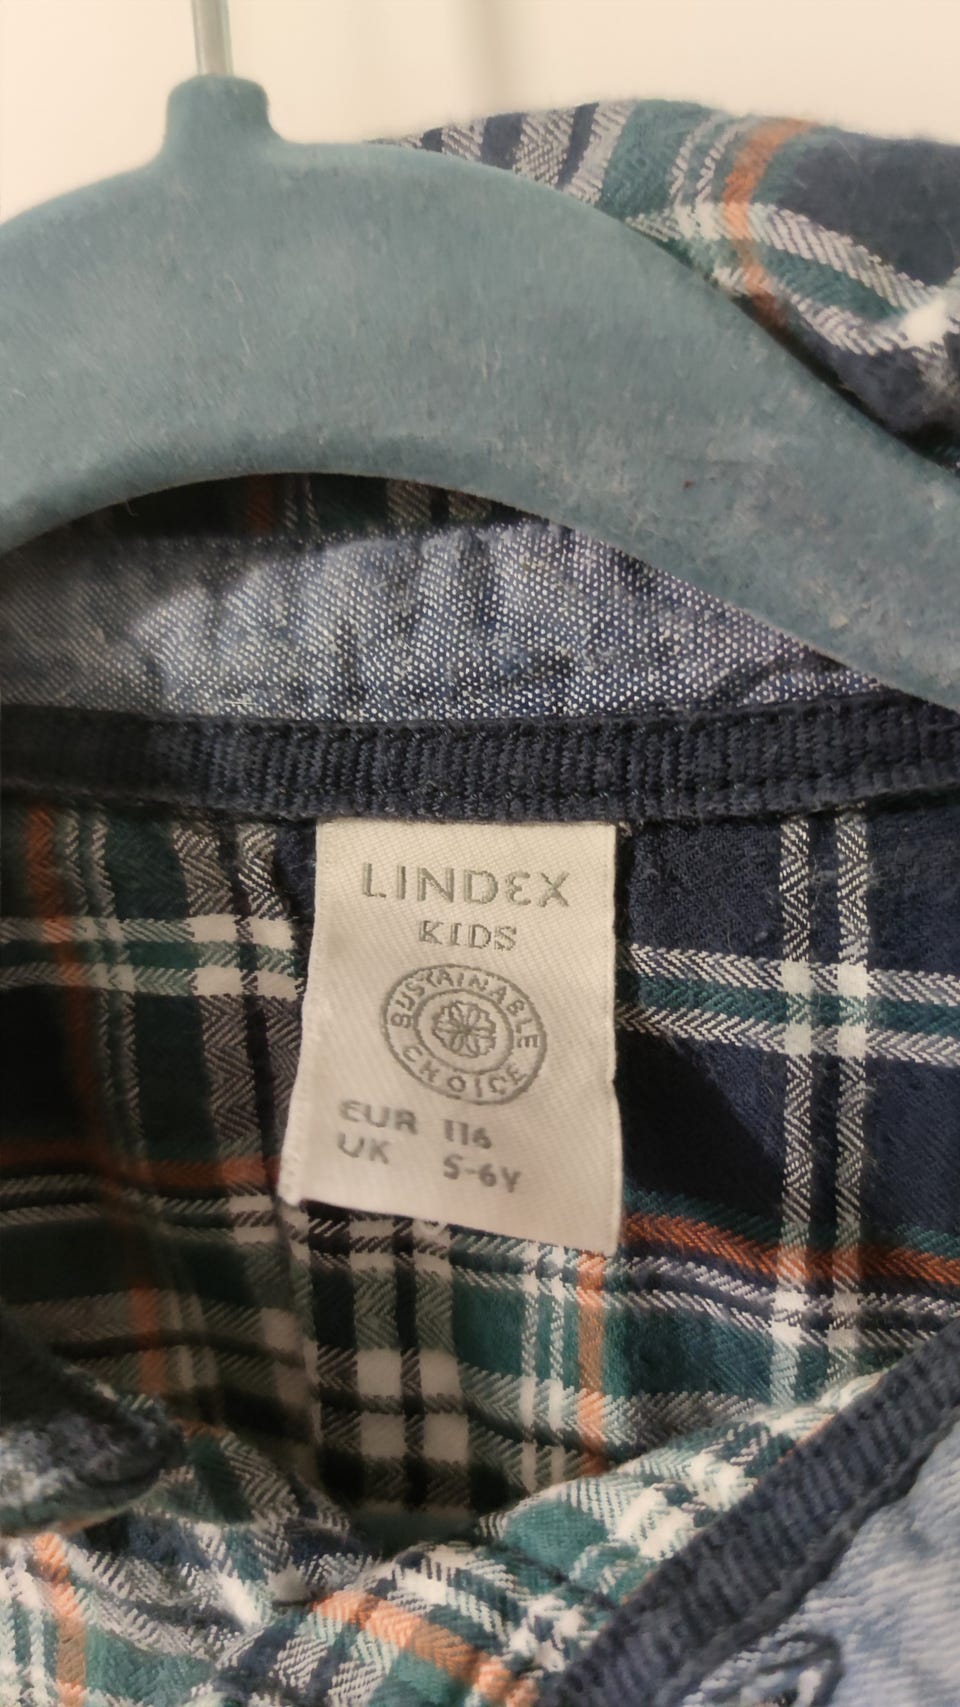 LINDEX
KIDS
SUSTAINABLE
CHOICE
EUR 116
UK 5-6Y